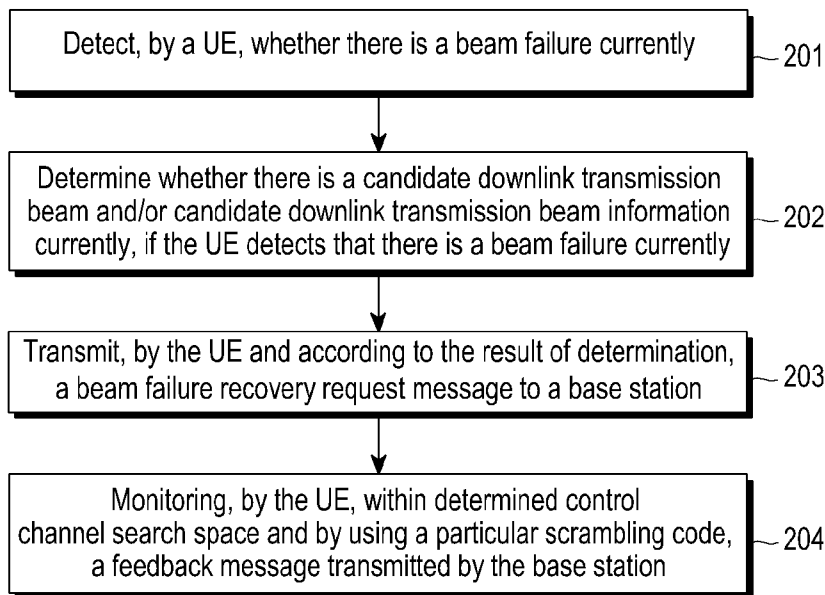 Detect, by a UE, whether there is a beam failure currently
201
Determine whether there is a candidate downlink transmission
beam and/or candidate downlink transmission beam information
currently, if the UE detects that there is a beam failure currently
202
Transmit, by the UE and according to the result of determination,
a beam failure recovery request message to a base station
203
Monitoring, by the UE, within determined control
channel search space and by using a particular scrambling code,
a feedback message transmitted by the base station
204